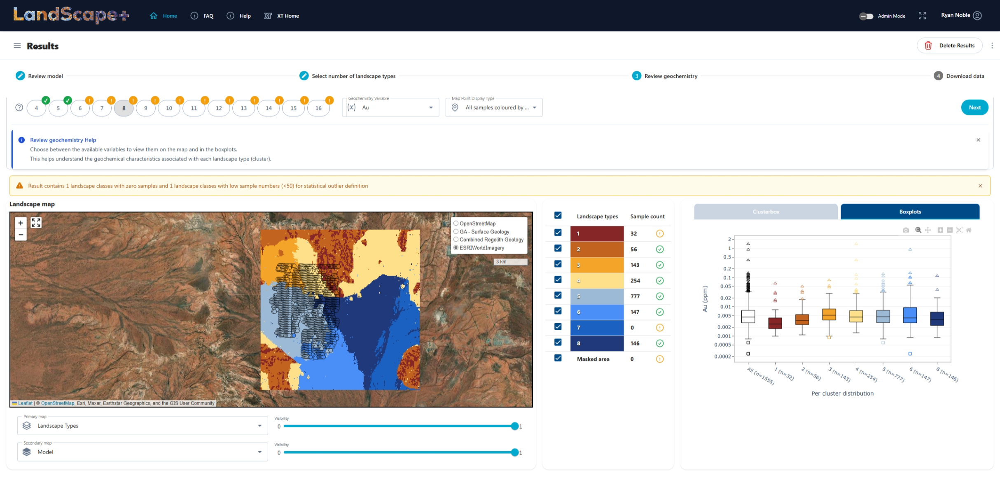 LandScape+
Home
FAQ
Help
XT Home
Admin Mode
Ryan Noble
Results
Delete Results
Review model
Select number of landscape types
3 Review geochemistry
4 Download data
4 5 6 7 8 9 10 11 12 13 14 15 16
Geochemistry Variable
(x) Au
Map Point Display Type
All samples coloured by ...
Next
Review geochemistry Help
Choose between the available variables to view them on the map and in the boxplots.
This helps understand the geochemical characteristics associated with each landscape type (cluster).
Result contains 1 landscape classes with zero samples and 1 landscape classes with low sample numbers (<50) for statistical outlier definition
Landscape map
+
−
OpenStreetMap
GA - Surface Geology
Combined Regolith Geology
ESRIWorldImagery
3 km
Leaflet | © OpenStreetMap, Esri, Maxar, Earthstar Geographics, and the GIS User Community
Primary map
Landscape Types
Visibility
0 1
Secondary map
Model
Visibility
0 1
Landscape types Sample count
1 32
2 56
3 143
4 254
5 777
6 147
7 0
8 146
Masked area 0
Clusterbox
Boxplots
Au (ppm)
2
1
0.5
0.2
0.1
0.05
0.02
0.01
0.005
0.002
0.001
0.0005
0.0002
All (n=1555)
1 (n=32)
2 (n=56)
3 (n=143)
4 (n=254)
5 (n=777)
6 (n=147)
8 (n=146)
Per cluster distribution